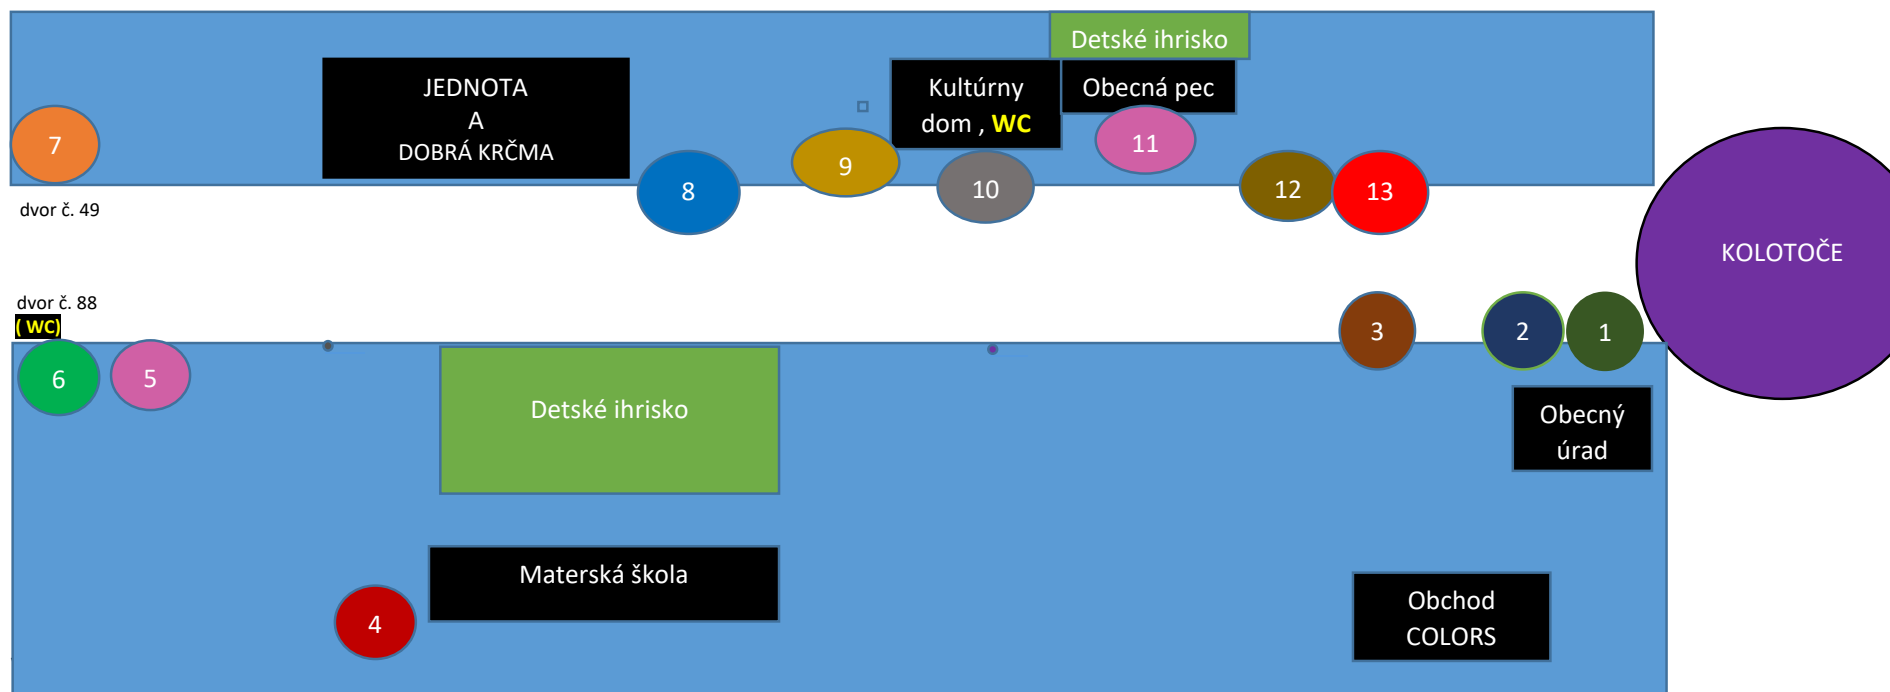 Detské ihrisko
JEDNOTA
A
DOBRÁ KRČMA
Kultúrny
dom , WC
Obecná pec
7
8
9
10
11
12
13
dvor č. 49
KOLOTOČE
dvor č. 88
( WC)
6
5
3
2
1
Detské ihrisko
Obecný
úrad
Materská škola
4
Obchod
COLORS